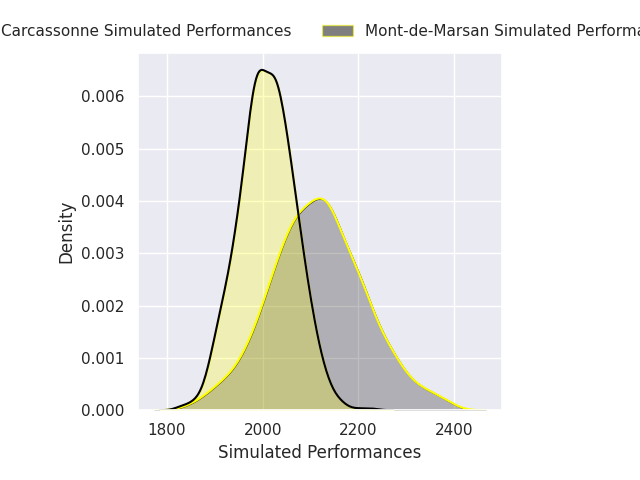 Carcassonne Simulated Performances
Mont-de-Marsan Simulated
0.006
0.005
0.004
0.003
0.002
0.001
0.000
Density
1800 2000 2200 2400
Simulated Performances